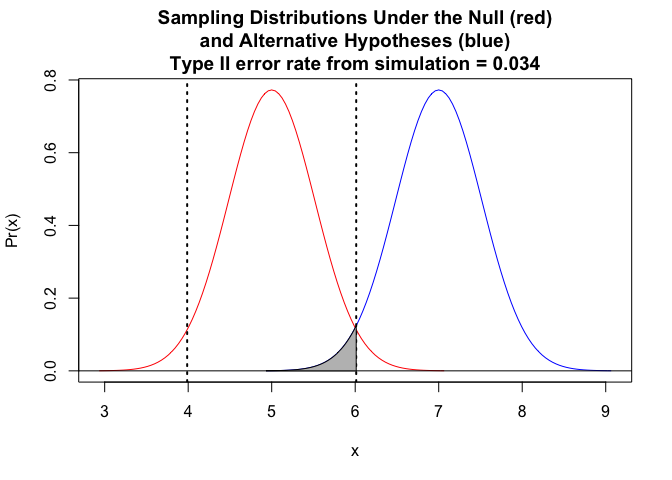 Sampling Distributions Under the Null (red)
and Alternative Hypotheses (blue)
Type II error rate from simulation = 0.034
Pr(x)
0.8
0.6
0.4
0.2
0.0
3 4 5 6 7 8 9
x